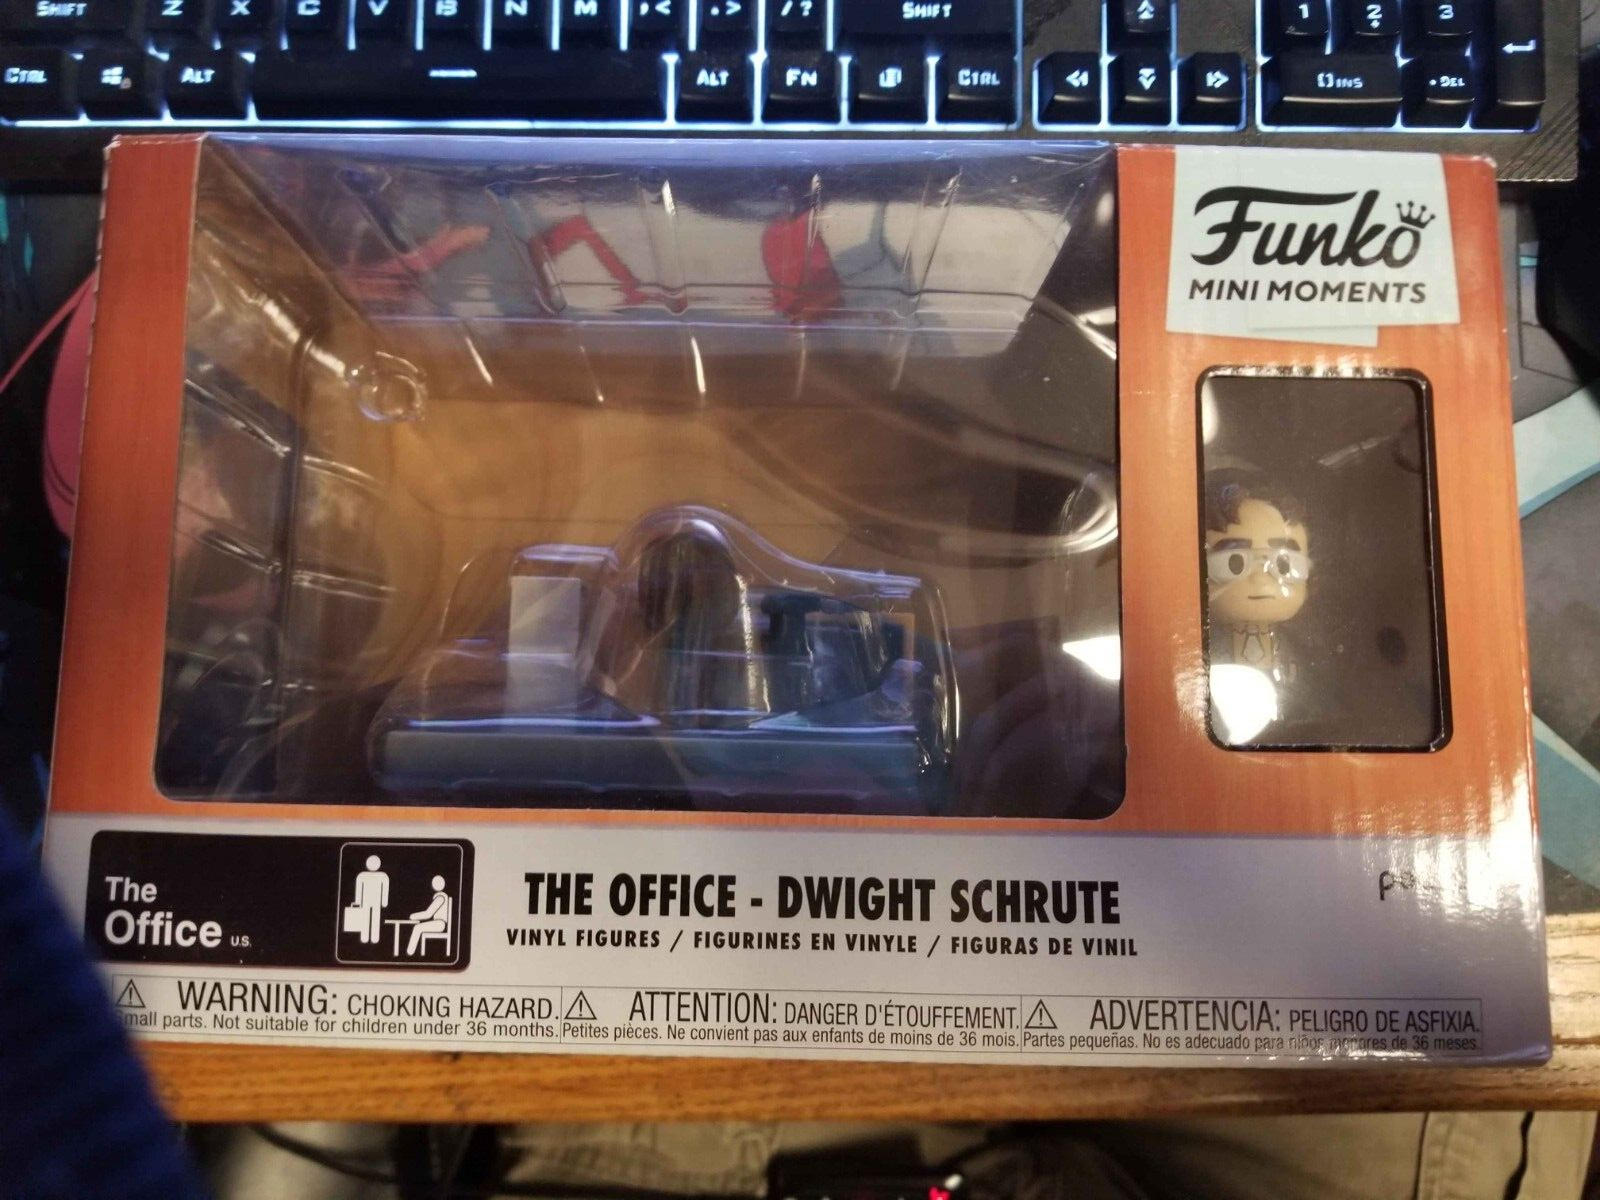 SHIFT Z X C V B N M , < . > / ? SHIFT 1 2 3
CTRL ALT ALT FN CTRL 0 INS . DEL
Funko
MINI MOMENTS
The
Office U.S.
THE OFFICE - DWIGHT SCHRUTE
VINYL FIGURES / FIGURINES EN VINYLE / FIGURAS DE VINIL
WARNING: CHOKING HAZARD.
Small parts. Not suitable for children under 36 months.
ATTENTION: DANGER D'ÉTOUFFEMENT.
Petites pièces. Ne convient pas aux enfants de moins de 36 mois.
ADVERTENCIA: PELIGRO DE ASFIXIA.
Partes pequeñas. No es adecuado para niños menores de 36 meses.